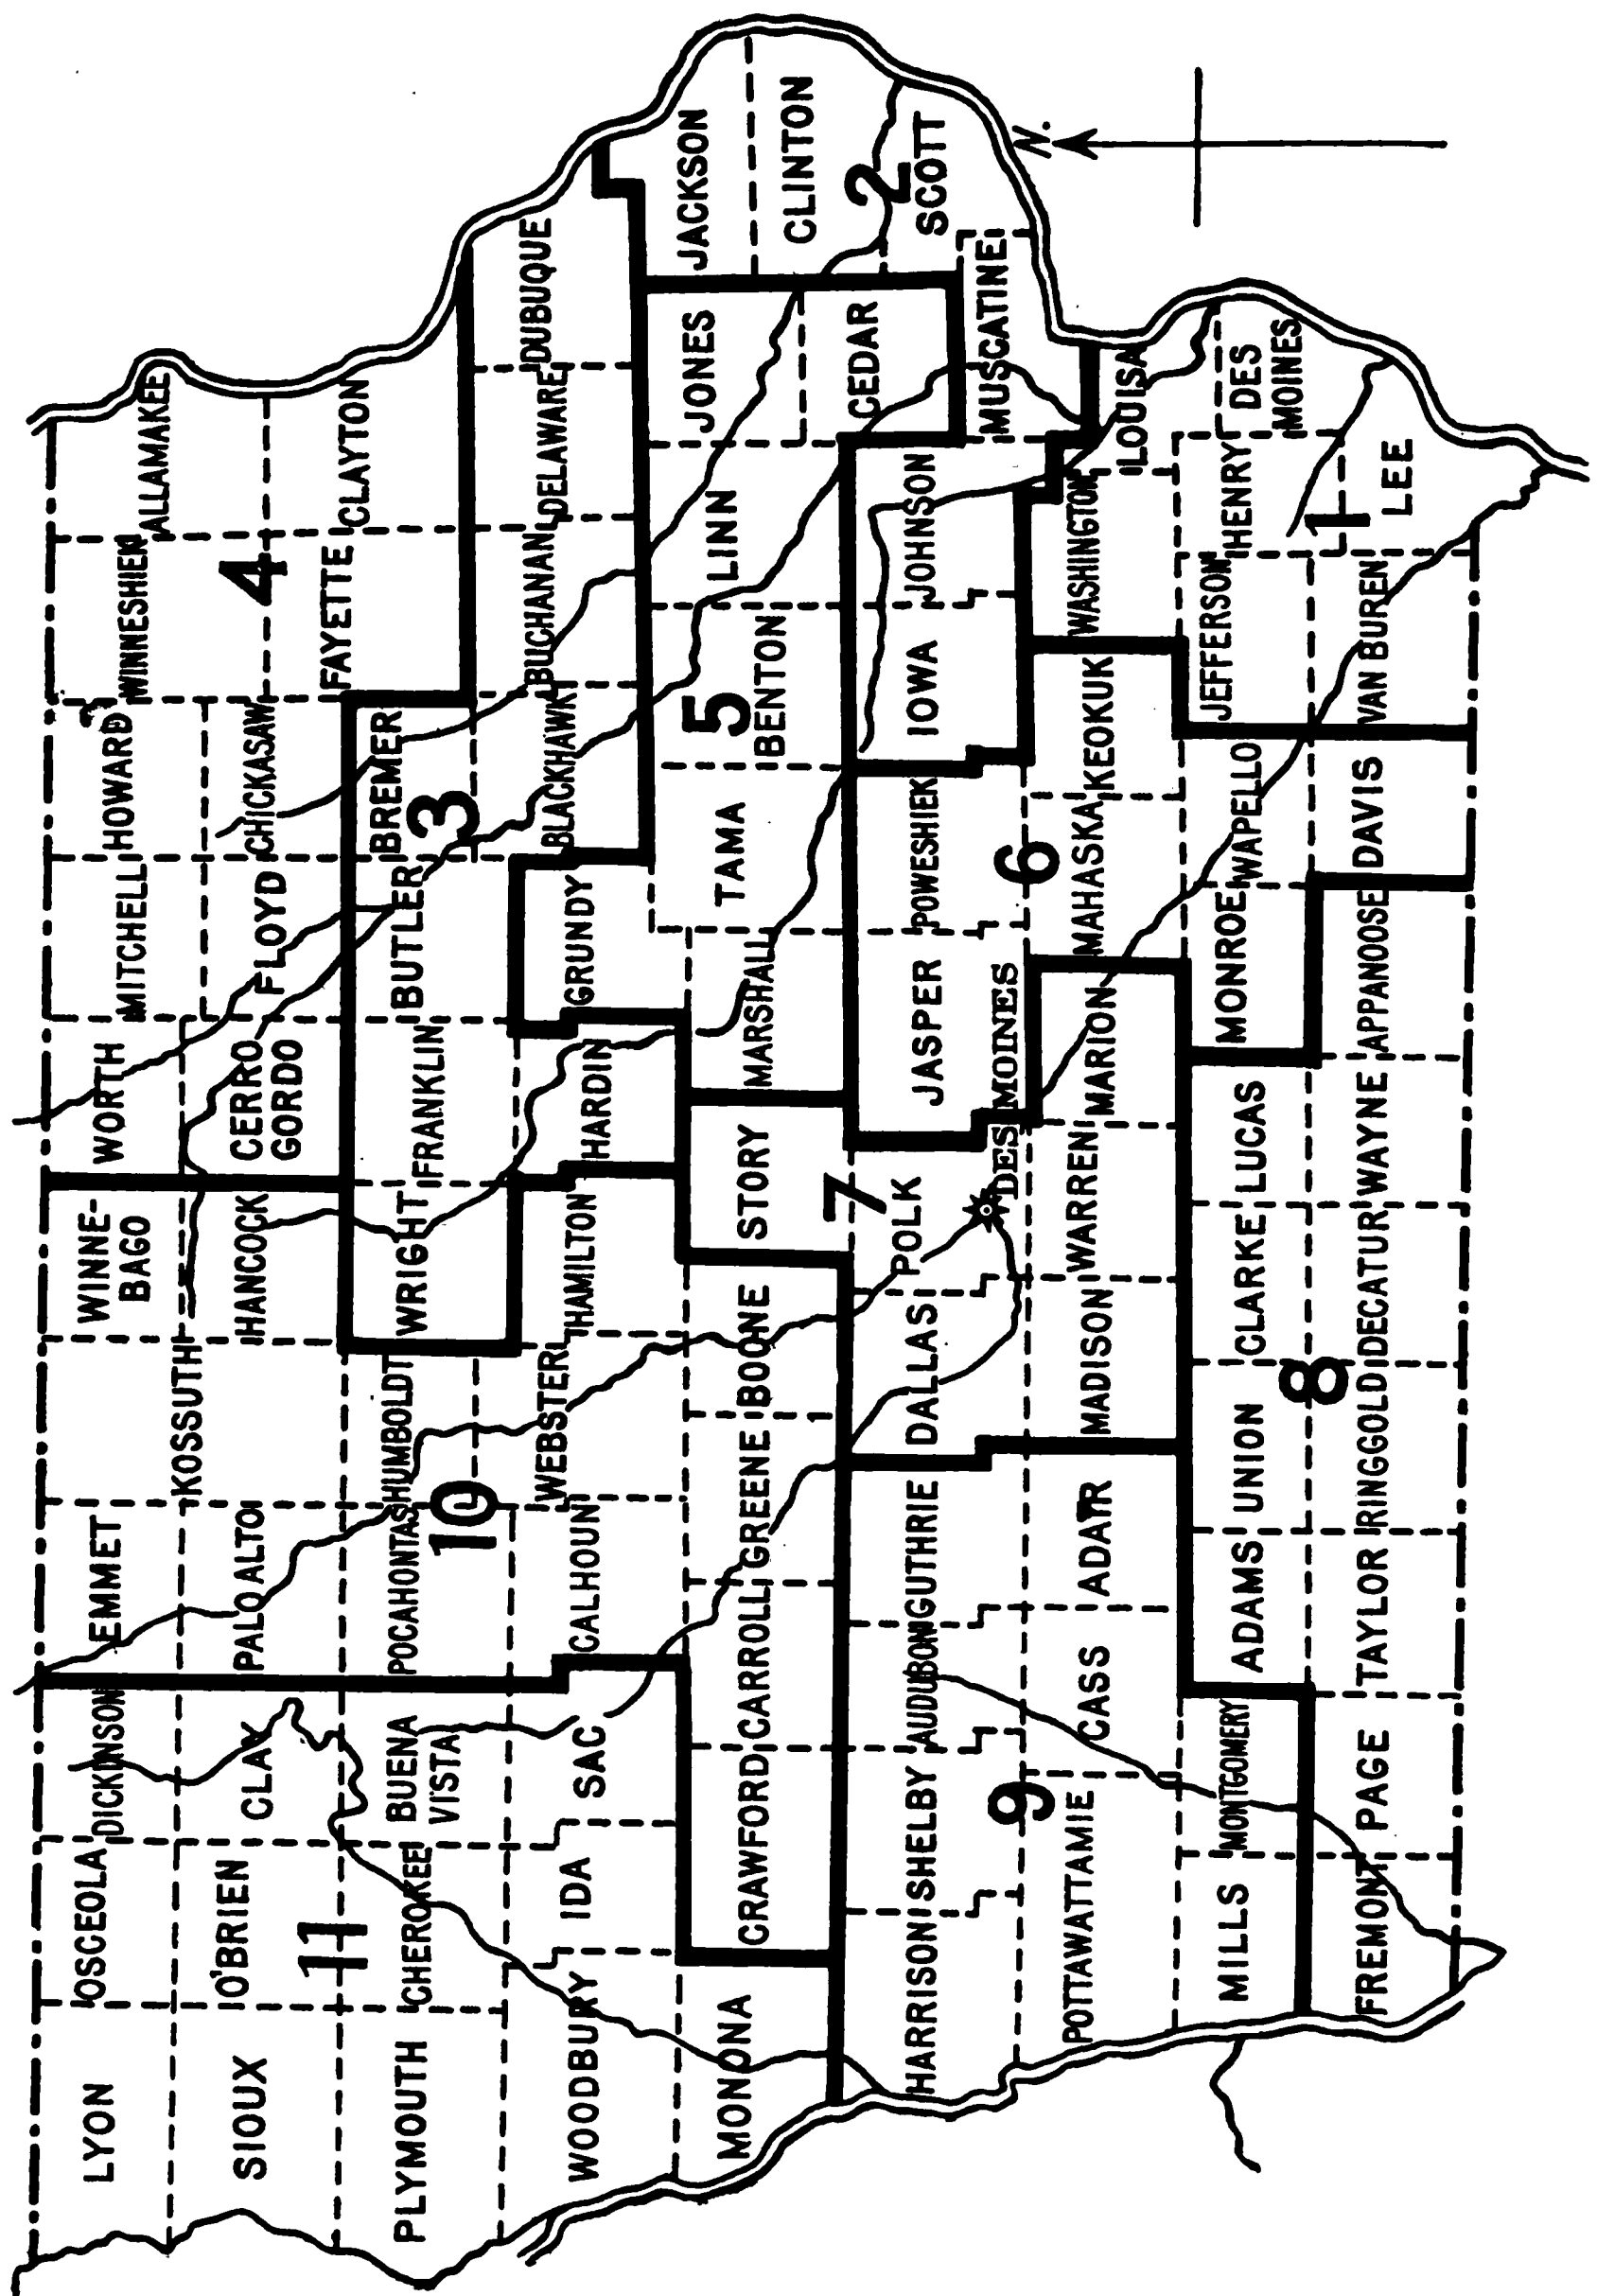 LYON
OSCEOLA
DICKINSON
EMMET
KOSSUTH
WINNE-
BAGO
WORTH
MITCHELL
HOWARD
WINNESHIEK
ALLAMAKEE
SIOUX
O'BRIEN
CLAY
PALO ALTO
HANCOCK
CERRO
GORDO
FLOYD
CHICKASAW
4
FAYETTE
CLAYTON
11
PLYMOUTH
CHEROKEE
BUENA
VISTA
POCAHONTAS
HUMBOLDT
10
WRIGHT
FRANKLIN
BUTLER
BREMER
3
WOODBURY
IDA
SAC
CALHOUN
WEBSTER
HAMILTON
HARDIN
GRUNDY
BLACKHAWK
BUCHANAN
DELAWARE
DUBUQUE
MONONA
CRAWFORD
CARROLL
GREENE
BOONE
STORY
MARSHALL
TAMA
BENTON
5
LINN
JONES
JACKSON
CLINTON
2
CEDAR
SCOTT
HARRISON
SHELBY
AUDUBON
GUTHRIE
DALLAS
POLK
7
JASPER
POWESHIEK
IOWA
JOHNSON
MUSCATINE
N.
DES MOINES
9
6
POTTAWATTAMIE
CASS
ADAIR
MADISON
WARREN
MARION
MAHASKA
KEOKUK
WASHINGTON
LOUISA
MILLS
MONTGOMERY
ADAMS
UNION
CLARKE
LUCAS
MONROE
WAPELLO
JEFFERSON
HENRY
DES
MOINES
8
1
FREMONT
PAGE
TAYLOR
RINGGOLD
DECATUR
WAYNE
APPANOOSE
DAVIS
VAN BUREN
LEE